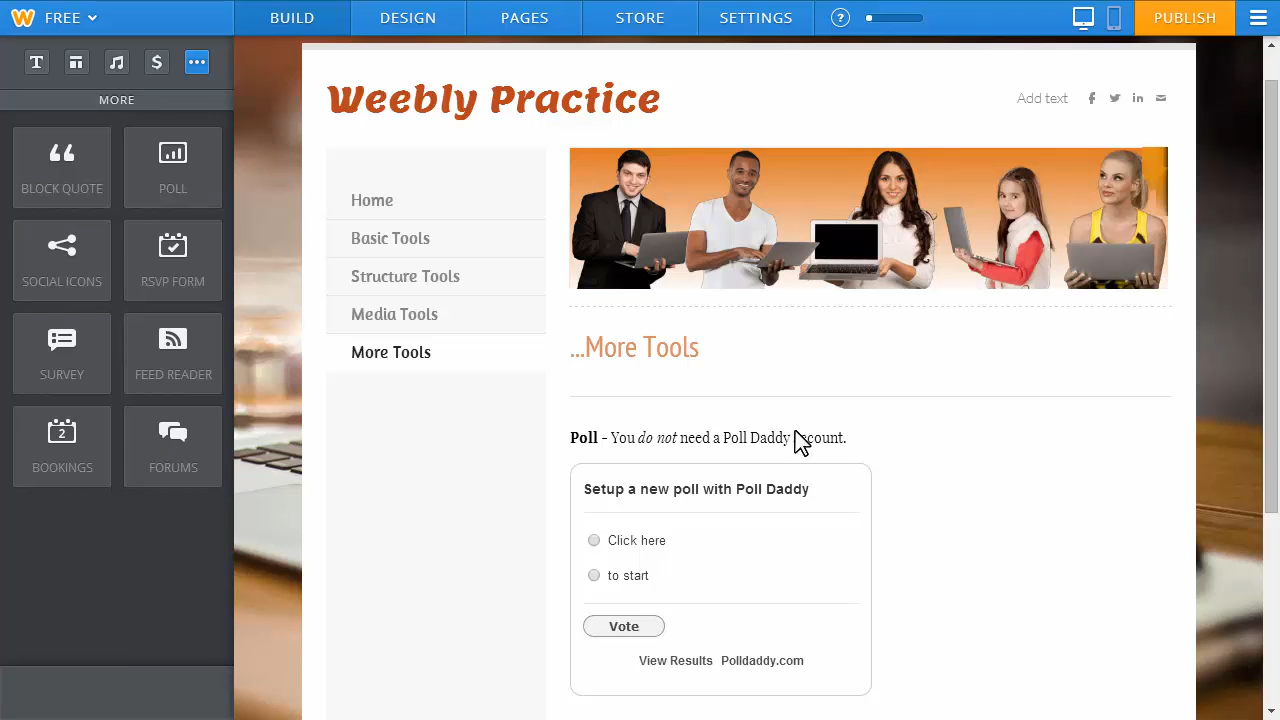 FREE
BUILD
DESIGN
PAGES
STORE
SETTINGS
?
PUBLISH
T
$
MORE
BLOCK QUOTE
POLL
SOCIAL ICONS
RSVP FORM
SURVEY
FEED READER
2
BOOKINGS
FORUMS
Weebly Practice
Add text
Home
Basic Tools
Structure Tools
Media Tools
More Tools
...More Tools
Poll - You do not need a Poll Daddy account.
Setup a new poll with Poll Daddy
Click here
to start
Vote
View Results Polldaddy.com